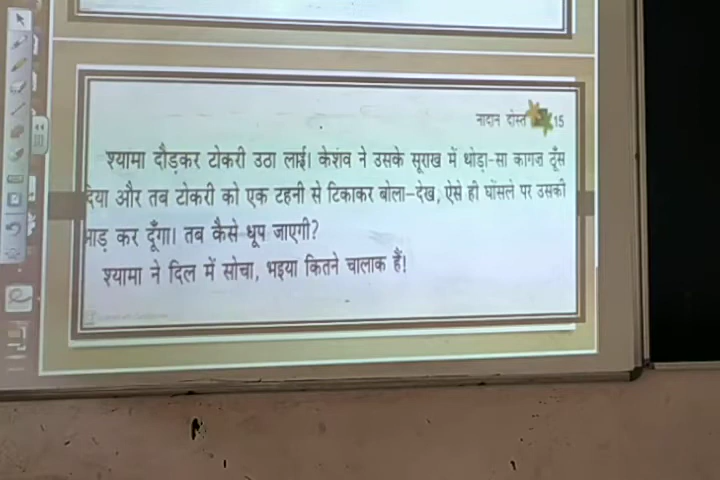 नादान दोस्त 15
श्यामा दौड़कर टोकरी उठा लाई। केशव ने उसके सूराख में थोड़ा-सा कागज ठूँस
दिया और तब टोकरी को एक टहनी से टिकाकर बोला-देख, ऐसे ही घोंसले पर उसकी
आड़ कर दूँगा। तब कैसे धूप जाएगी?
श्यामा ने दिल में सोचा, भइया कितने चालाक हैं!